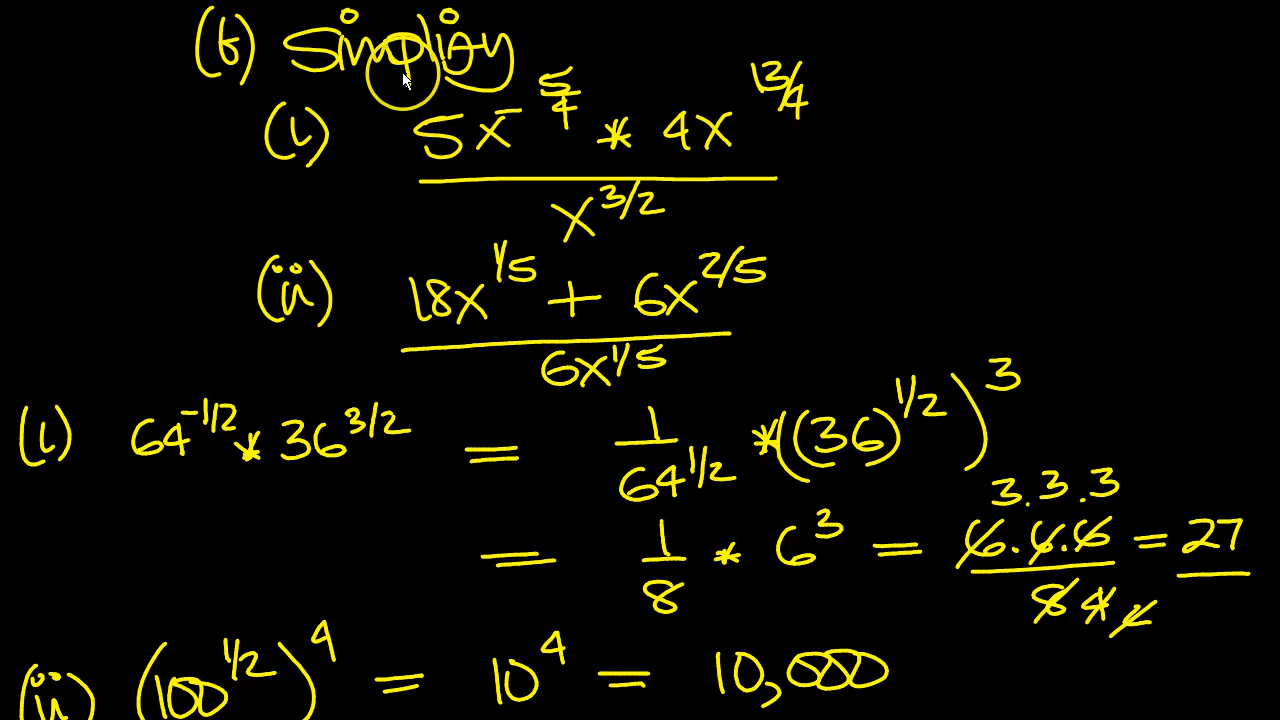 (b) Simplify
(i) 5x^{-5/4} * 4x^{13/4}
x^{3/2}
(ii) 18x^{1/5} + 6x^{2/5}
6x^{1/5}
(i) 64^{-1/2} * 36^{3/2} = 1/64^{1/2} * ((36)^{1/2})^3
3.3.3
= 1/8 * 6^3 = 6.6.6/8 4 2 = 27
(ii) (100^{1/2})^4 = 10^4 = 10,000